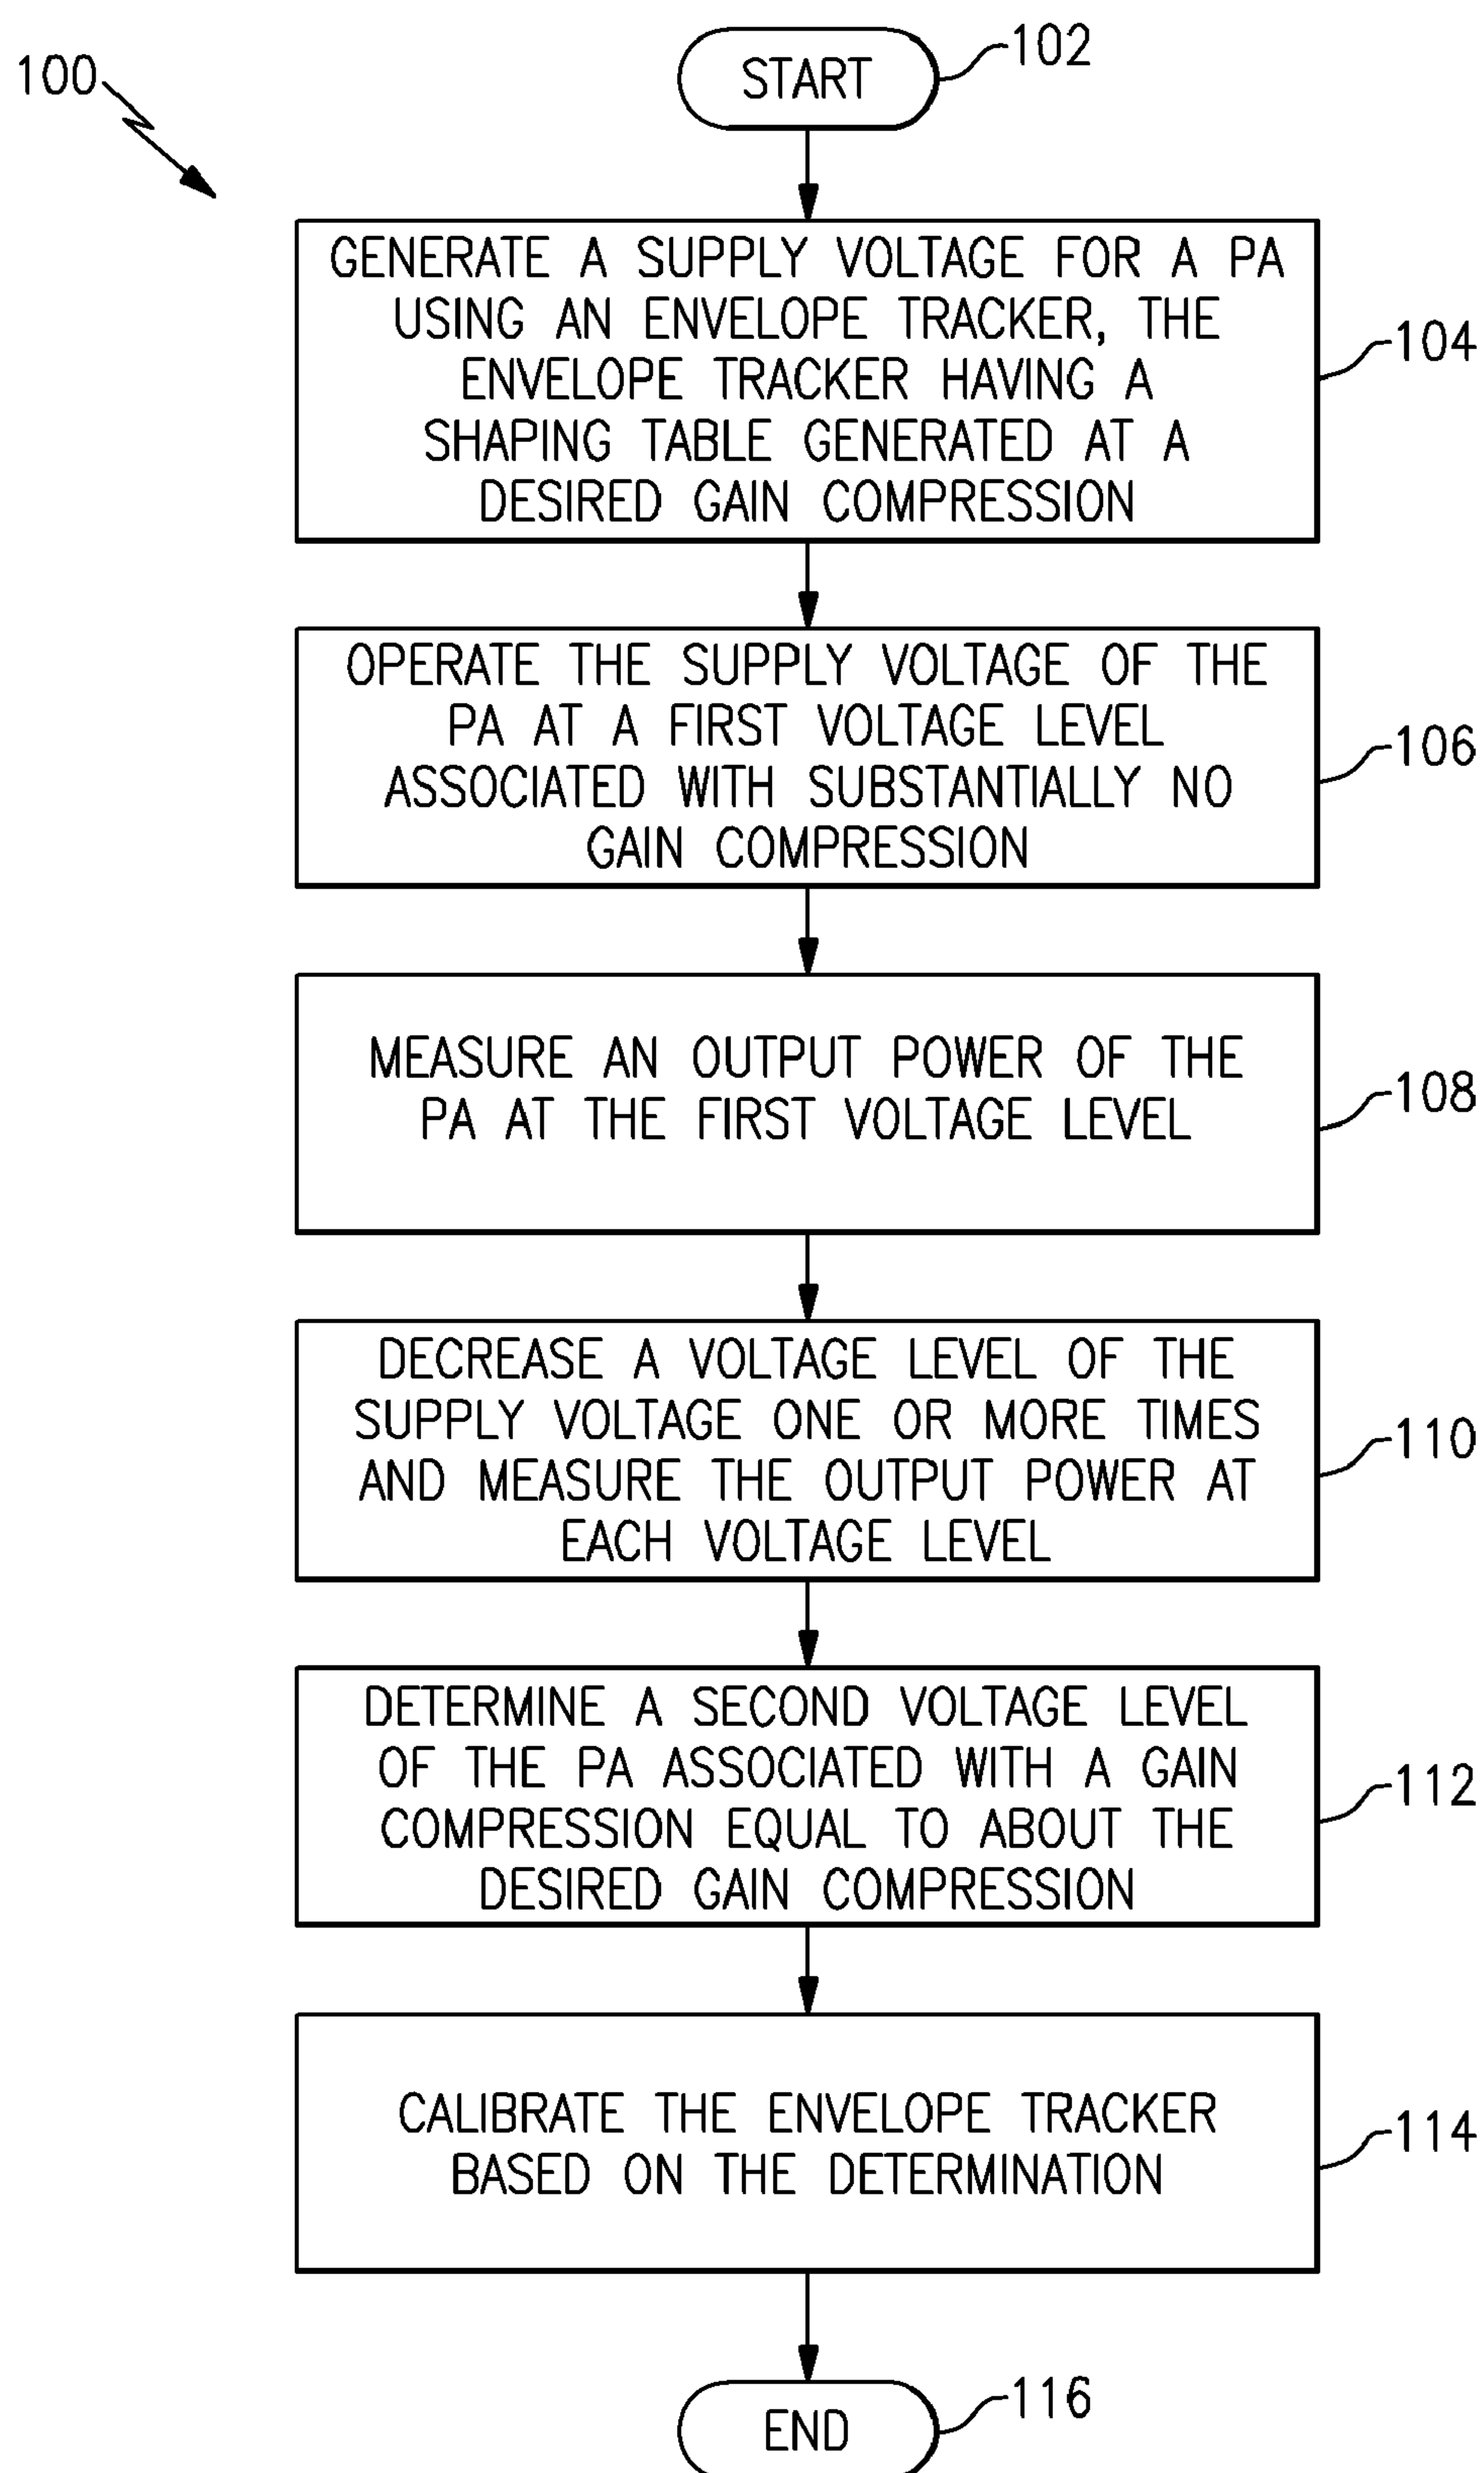 100
START
102
GENERATE A SUPPLY VOLTAGE FOR A PA
USING AN ENVELOPE TRACKER, THE
ENVELOPE TRACKER HAVING A
SHAPING TABLE GENERATED AT A
DESIRED GAIN COMPRESSION
104
OPERATE THE SUPPLY VOLTAGE OF THE
PA AT A FIRST VOLTAGE LEVEL
ASSOCIATED WITH SUBSTANTIALLY NO
GAIN COMPRESSION
106
MEASURE AN OUTPUT POWER OF THE
PA AT THE FIRST VOLTAGE LEVEL
108
DECREASE A VOLTAGE LEVEL OF THE
SUPPLY VOLTAGE ONE OR MORE TIMES
AND MEASURE THE OUTPUT POWER AT
EACH VOLTAGE LEVEL
110
DETERMINE A SECOND VOLTAGE LEVEL
OF THE PA ASSOCIATED WITH A GAIN
COMPRESSION EQUAL TO ABOUT THE
DESIRED GAIN COMPRESSION
112
CALIBRATE THE ENVELOPE TRACKER
BASED ON THE DETERMINATION
114
END
116